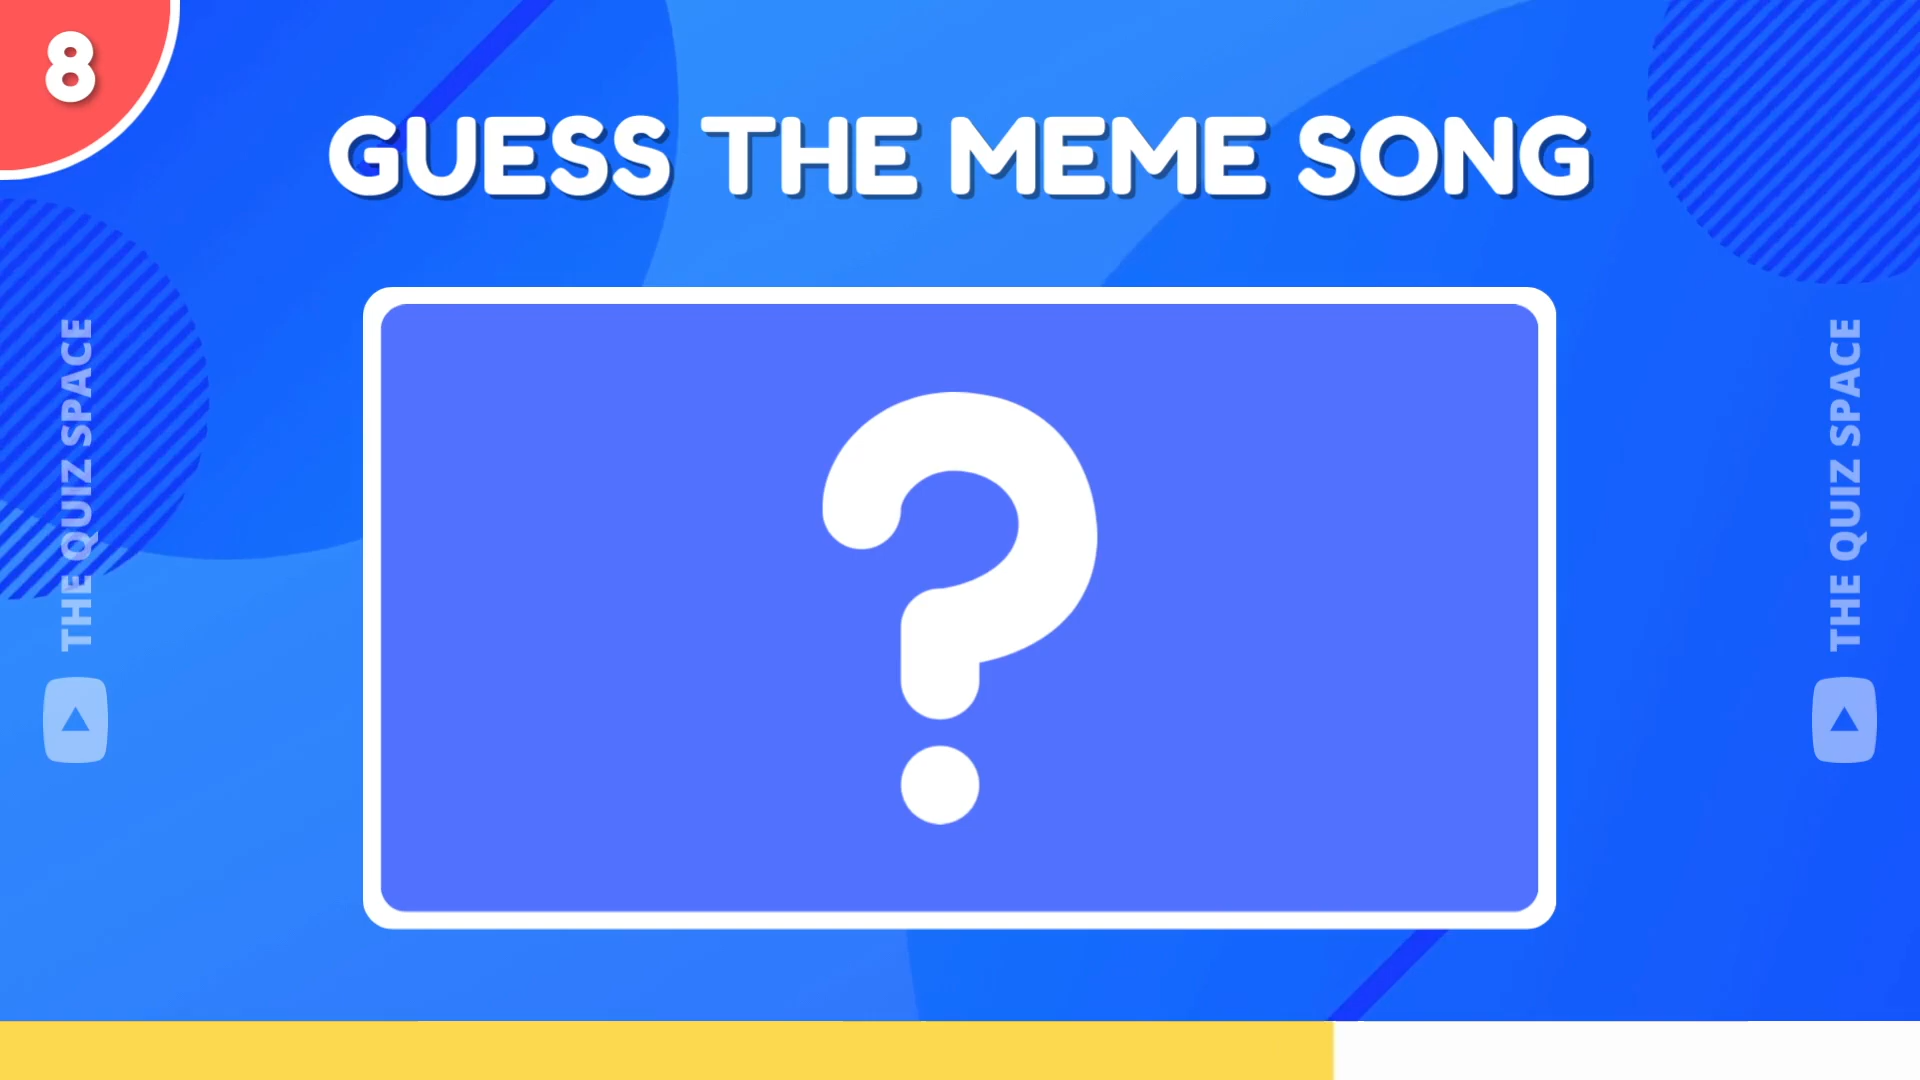 8
GUESS THE MEME SONG
THE QUIZ SPACE
?
THE QUIZ SPACE